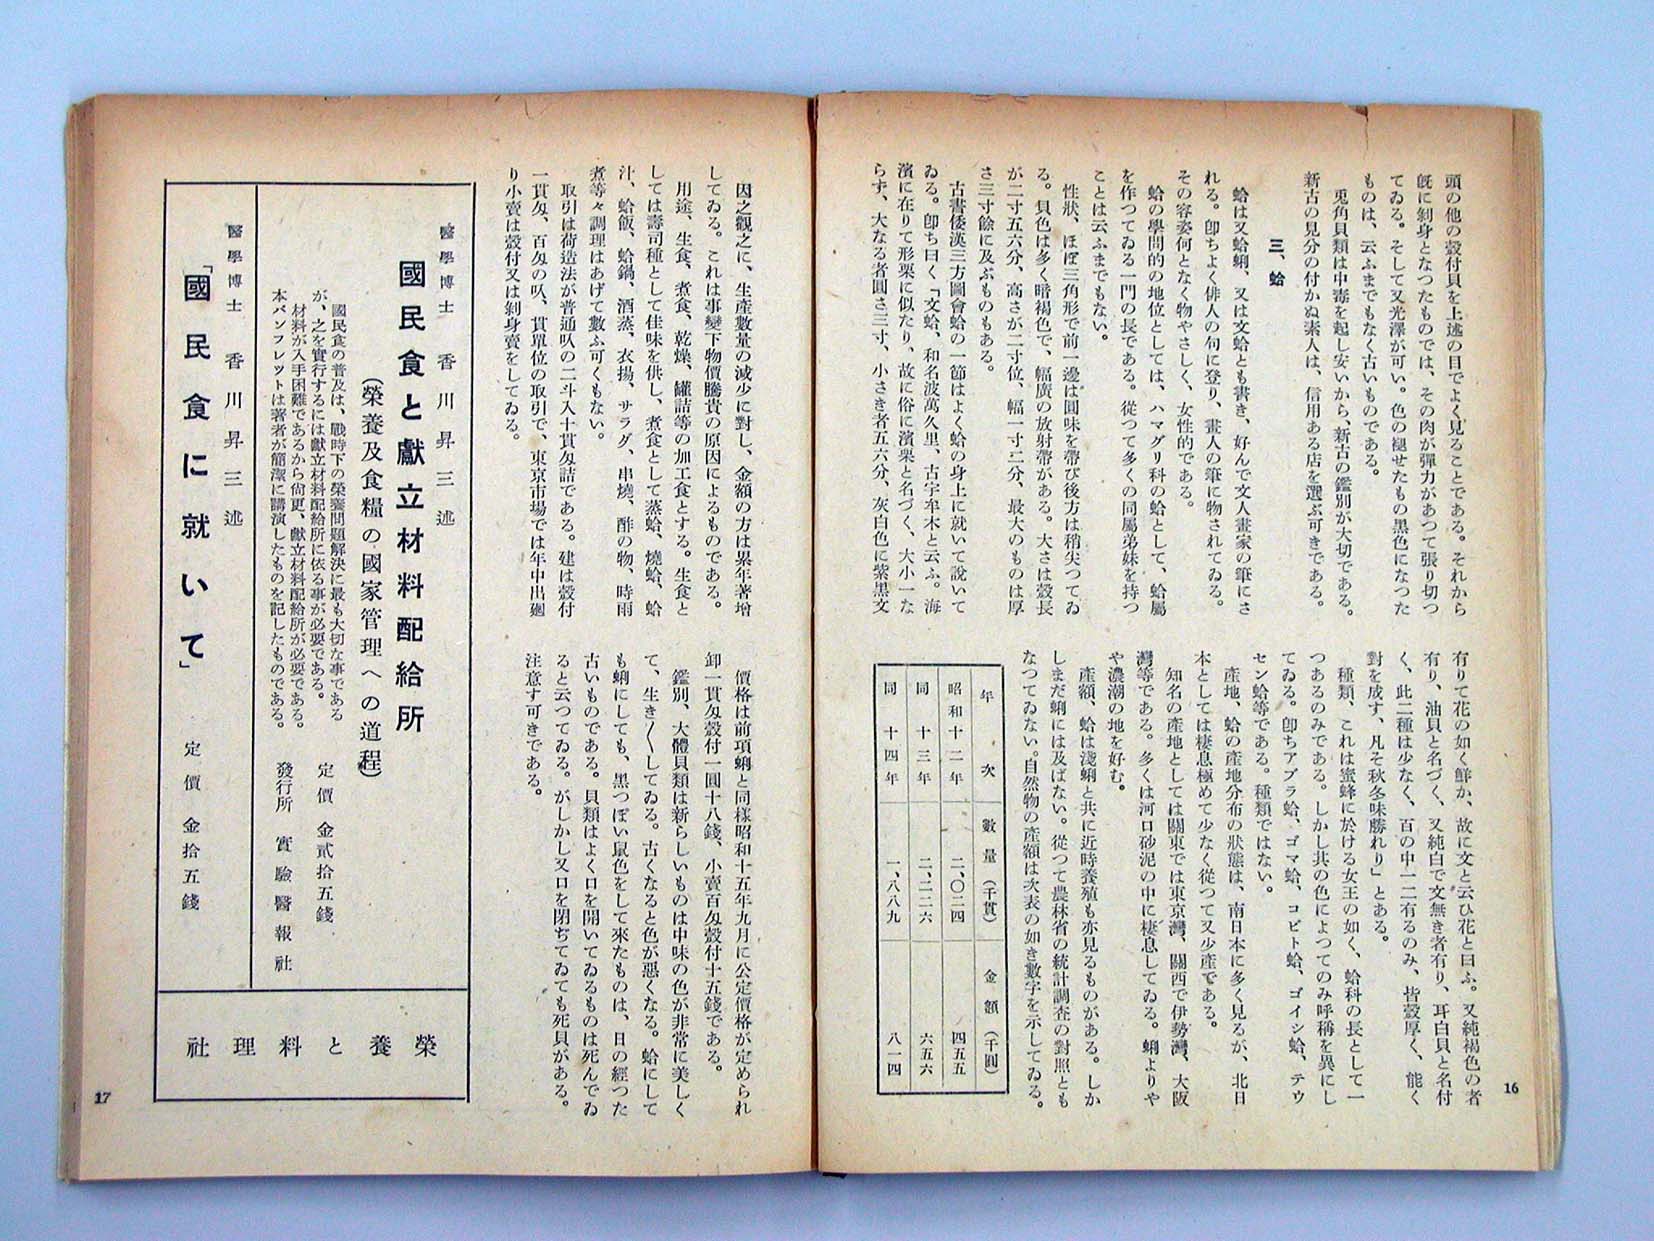 頭の他の殼付貝を上述の目でよく見ることである。それから
既に剝身となつたものでは、その肉が彈力があつて張り切つ
てゐる。そして又光澤が可い。色の褪せたもの黑色になつた
ものは、云ふまでもなく古いものである。
兎角貝類は中毒を起し安いから、新古の鑑別が大切である。
新古の見分の付かぬ素人は、信用ある店を選ぶ可きである。
三、蛤
蛤は又蛤蜊、又は文蛤とも書き、好んで文人畫家の筆にさ
れる。卽ちよく俳人の句に登り、畫人の筆に物されてゐる。
その容姿何となく物やさしく、女性的である。
蛤の學問的の地位としては、ハマグリ科の蛤として、蛤屬
を作つてゐる一門の長である。從つて多くの同屬弟妹を持つ
ことは云ふまでもない。
性狀、ほぼ三角形で前一邊は圓味を帶び後方は稍尖つてゐ
る。貝色は多く暗褐色で、幅廣の放射帶がある。大さは殼長
が二寸五六分、高さが二寸位、幅一寸二分、最大のものは厚
さ三寸餘に及ぶものもある。
古書倭漢三方圖會蛤の一節はよく蛤の身上に就いて說いて
ゐる。卽ち曰く「文蛤、和名波萬久里、古字牟木と云ふ。海
濱に在りて形栗に似たり、故に俗に濱栗と名づく、大小一な
らず、大なる者圓さ三寸、小さき者五六分、灰白色に紫黑文
有りて花の如く鮮か、故に文と云ひ花と曰ふ。又純褐色の者
有り、油貝と名づく、又純白で文無き者有り、耳白貝と名付
く、此二種は少なく、百の中一二有るのみ、皆殼厚く、能く
對を成す、凡そ秋冬味勝れり」とある。
種類、これは蜜蜂に於ける女王の如く、蛤科の長として一
つあるのみである。しかし共の色によつてのみ呼稱を異にし
てゐる。卽ちアブラ蛤、ゴマ蛤、コビト蛤、ゴイシ蛤、テウ
セン蛤等である。種類ではない。
產地、蛤の產地分布の狀態は、南日本に多く見るが、北日
本としては棲息極めて少なく從つて又少產である。
知名の產地としては關東では東京灣、關西で伊勢灣、大阪
灣等である。多くは河口砂泥の中に棲息してゐる。蜊よりや
や濃潮の地を好む。
產額、蛤は淺蜊と共に近時養殖も亦見るものがある。しか
しまだ蜊には及ばない。從つて農林省の統計調査の對照とも
なつてゐない。自然物の產額は次表の如き數字を示してゐる。
年次 數量(千貫) 金額(千圓)
昭和十二年 二、〇二四 四五五
同十三年 二、二二六 六五六
同十四年 一、八八九 八一四
16
因之觀之に、生產數量の減少に對し、金額の方は累年著增
してゐる。これは事變下物價騰貴の原因によるものである。
用途、生食、煮食、乾燥、罐詰等の加工食とする。生食と
しては壽司種として佳味を供し、煮食として蒸蛤、燒蛤、蛤
汁、蛤飯、蛤鍋、酒蒸、衣揚、サラダ、串燒、酢の物、時雨
煮等々調理はあげて數ふ可くもない。
取引は荷造法が普通叺の二斗入十貫匁詰である。建は殼付
一貫匁、百匁の叺、貫單位の取引で、東京市場では年中出廻
り小賣は殼付又は剝身賣をしてゐる。
價格は前項蜊と同樣昭和十五年九月に公定價格が定められ
卸一貫匁殼付一圓十八錢、小賣百匁殼付十五錢である。
鑑別、大體貝類は新らしいものは中味の色が非常に美しく
て、生き〱してゐる。古くなると色が惡くなる。蛤にして
も蜊にしても、黑つぽい鼠色をして來たものは、日の經つた
古いものである。貝類はよく口を開いてゐるものは死んでゐ
ると云つてゐる。がしかし又口を閉ぢてゐても死貝がある。
注意す可きである。
醫學博士 香川昇三述
國民食と獻立材料配給所
(榮養及食糧の國家管理への道程)
定價 金貳拾五錢
國民食の普及は、戰時下の榮養問題解決に最も大切な事である
が、之を實行するには獻立材料配給所に依る事が必要である。
材料が入手困難であるから尙更、獻立材料配給所が必要である。
本パンフレツトは著者が簡潔に講演したものを記したものである。
發行所 實驗醫報社
醫學博士 香川昇三述
「國民食に就いて」
定價 金拾五錢
榮養と料理社
17